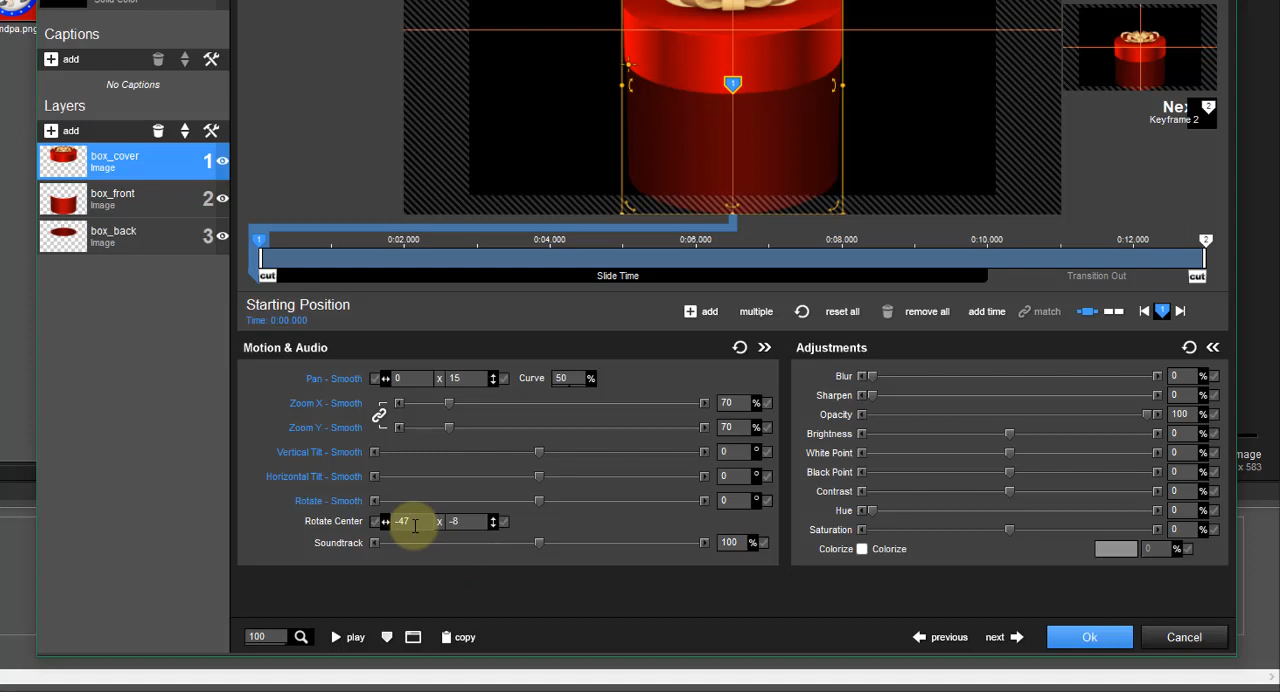 ndpa.png
Captions
add
No Captions
Layers
add
box_cover
Image
1
box_front
Image
2
box_back
Image
3
1
Nex
2
Keyframe 2
1
0:02.000
0:04.000
0:06.000
0:08.000
0:10.000
0:12.000
2
cut
Slide Time
Transition Out
cut
Starting Position
Time: 0:00.000
add
multiple
reset all
remove all
add time
match
1
Motion & Audio
Pan - Smooth
0
x
15
Curve
50
%
Zoom X - Smooth
70
%
Zoom Y - Smooth
70
%
Vertical Tilt - Smooth
0
°
Horizontal Tilt - Smooth
0
°
Rotate - Smooth
0
°
Rotate Center
-47
x
-8
Soundtrack
100
%
Adjustments
Blur
0
%
Sharpen
0
%
Opacity
100
%
Brightness
0
%
White Point
0
%
Black Point
0
%
Contrast
0
%
Hue
0
%
Saturation
0
%
Colorize
Colorize
0
%
mage
x 583
100
play
copy
previous
next
Ok
Cancel